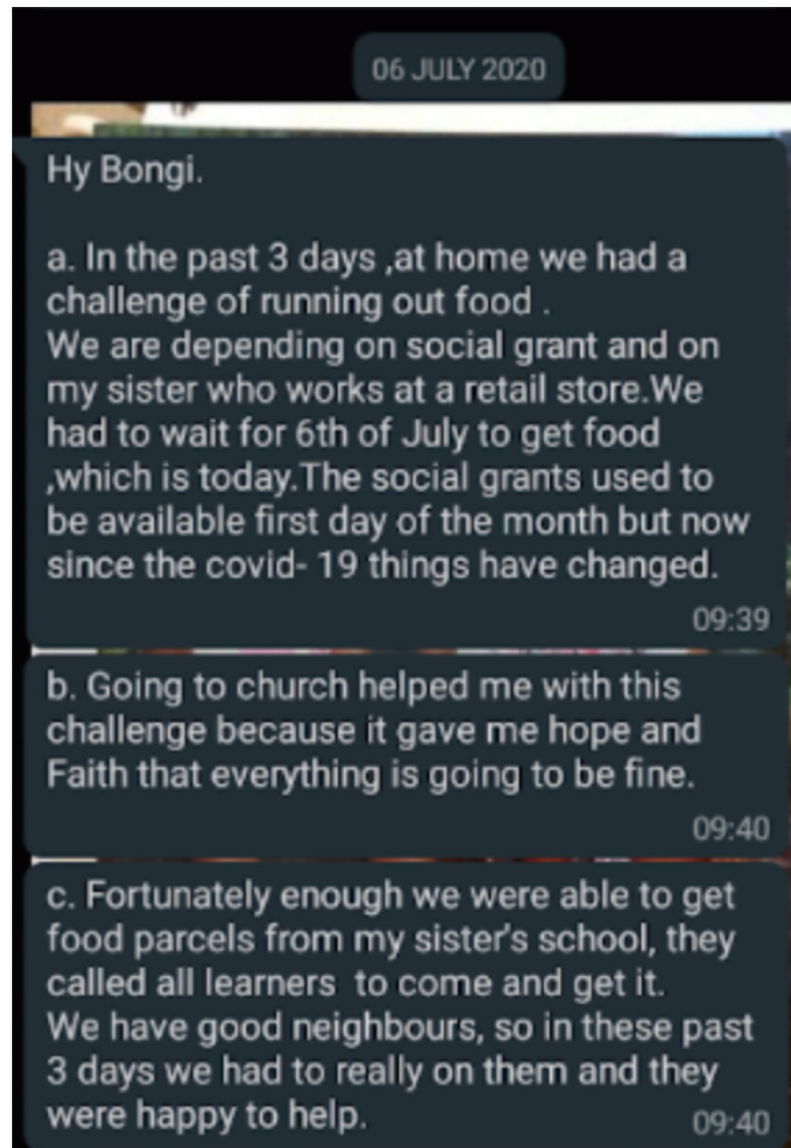 06 JULY 2020
Hy Bongi.
a. In the past 3 days ,at home we had a
challenge of running out food .
We are depending on social grant and on
my sister who works at a retail store.We
had to wait for 6th of July to get food
,which is today.The social grants used to
be available first day of the month but now
since the covid- 19 things have changed.
09:39
b. Going to church helped me with this
challenge because it gave me hope and
Faith that everything is going to be fine.
09:40
c. Fortunately enough we were able to get
food parcels from my sister's school, they
called all learners  to come and get it.
We have good neighbours, so in these past
3 days we had to really on them and they
were happy to help.
09:40